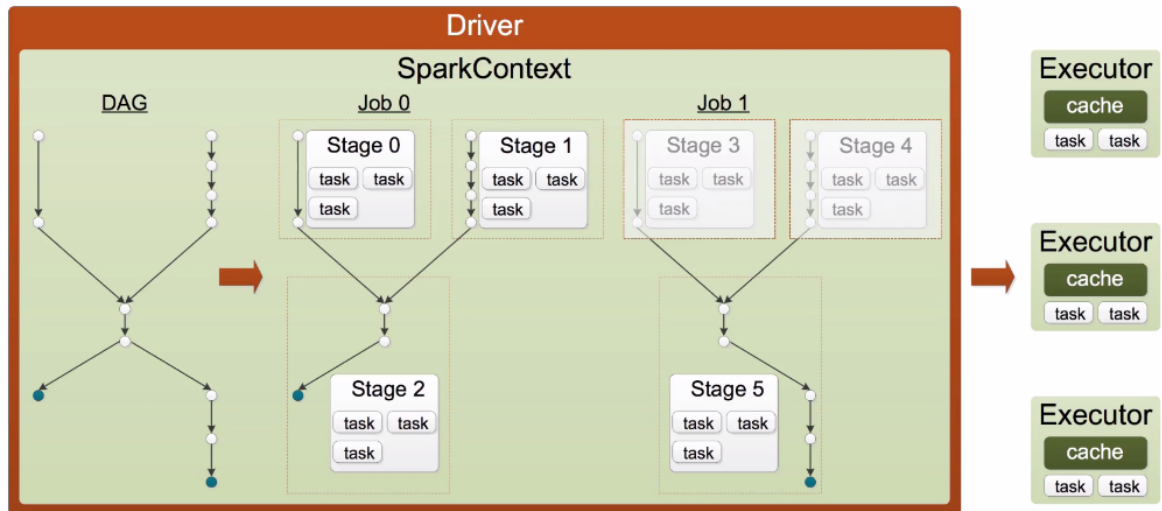 Driver
SparkContext
DAG
Job 0
Job 1
Stage 0
task task
task
Stage 1
task task
task
Stage 3
task task
task
Stage 4
task task
task
Stage 2
task task
task
Stage 5
task task
task
Executor
cache
task task
Executor
cache
task task
Executor
cache
task task